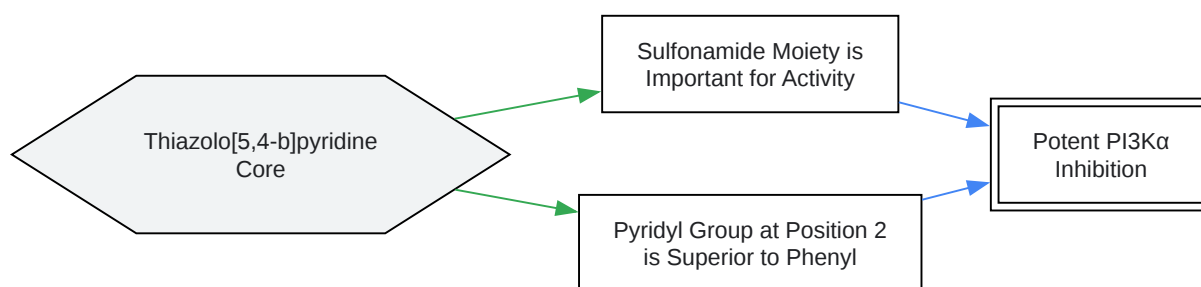 Thiazolo[5,4-b]pyridine
Core
Sulfonamide Moiety is
Important for Activity
Pyridyl Group at Position 2
is Superior to Phenyl
Potent PI3Kα
Inhibition